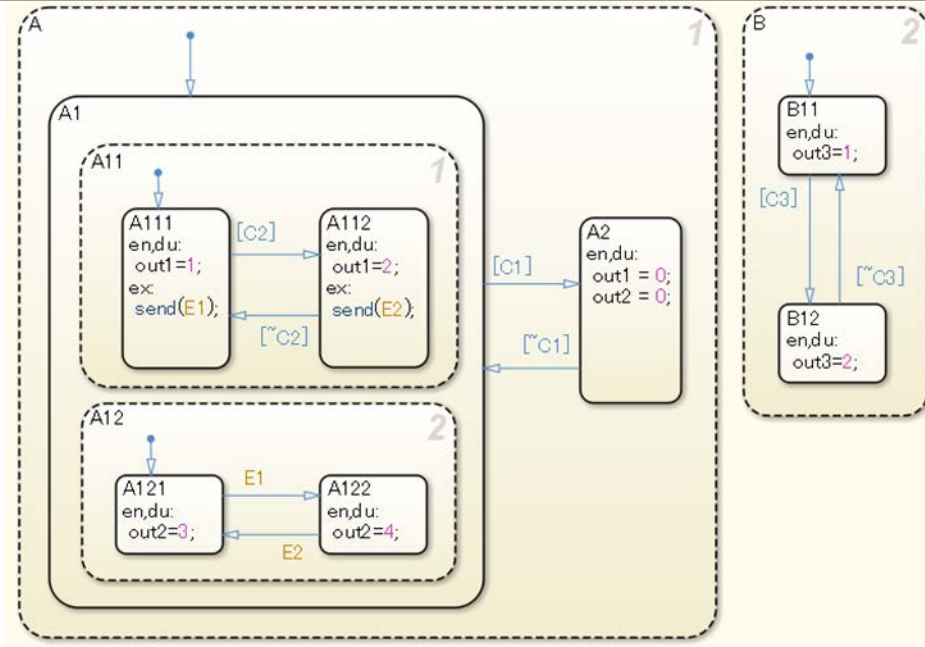 A
1
A1
A11
1
A111
en,du:
out1=1;
ex:
send(E1);
[C2]
[~C2]
A112
en,du:
out1=2;
ex:
send(E2);
A12
2
A121
en,du:
out2=3;
E1
E2
A122
en,du:
out2=4;
[C1]
[~C1]
A2
en,du:
out1 = 0;
out2 = 0;
B
2
B11
en,du:
out3=1;
[C3]
[~C3]
B12
en,du:
out3=2;